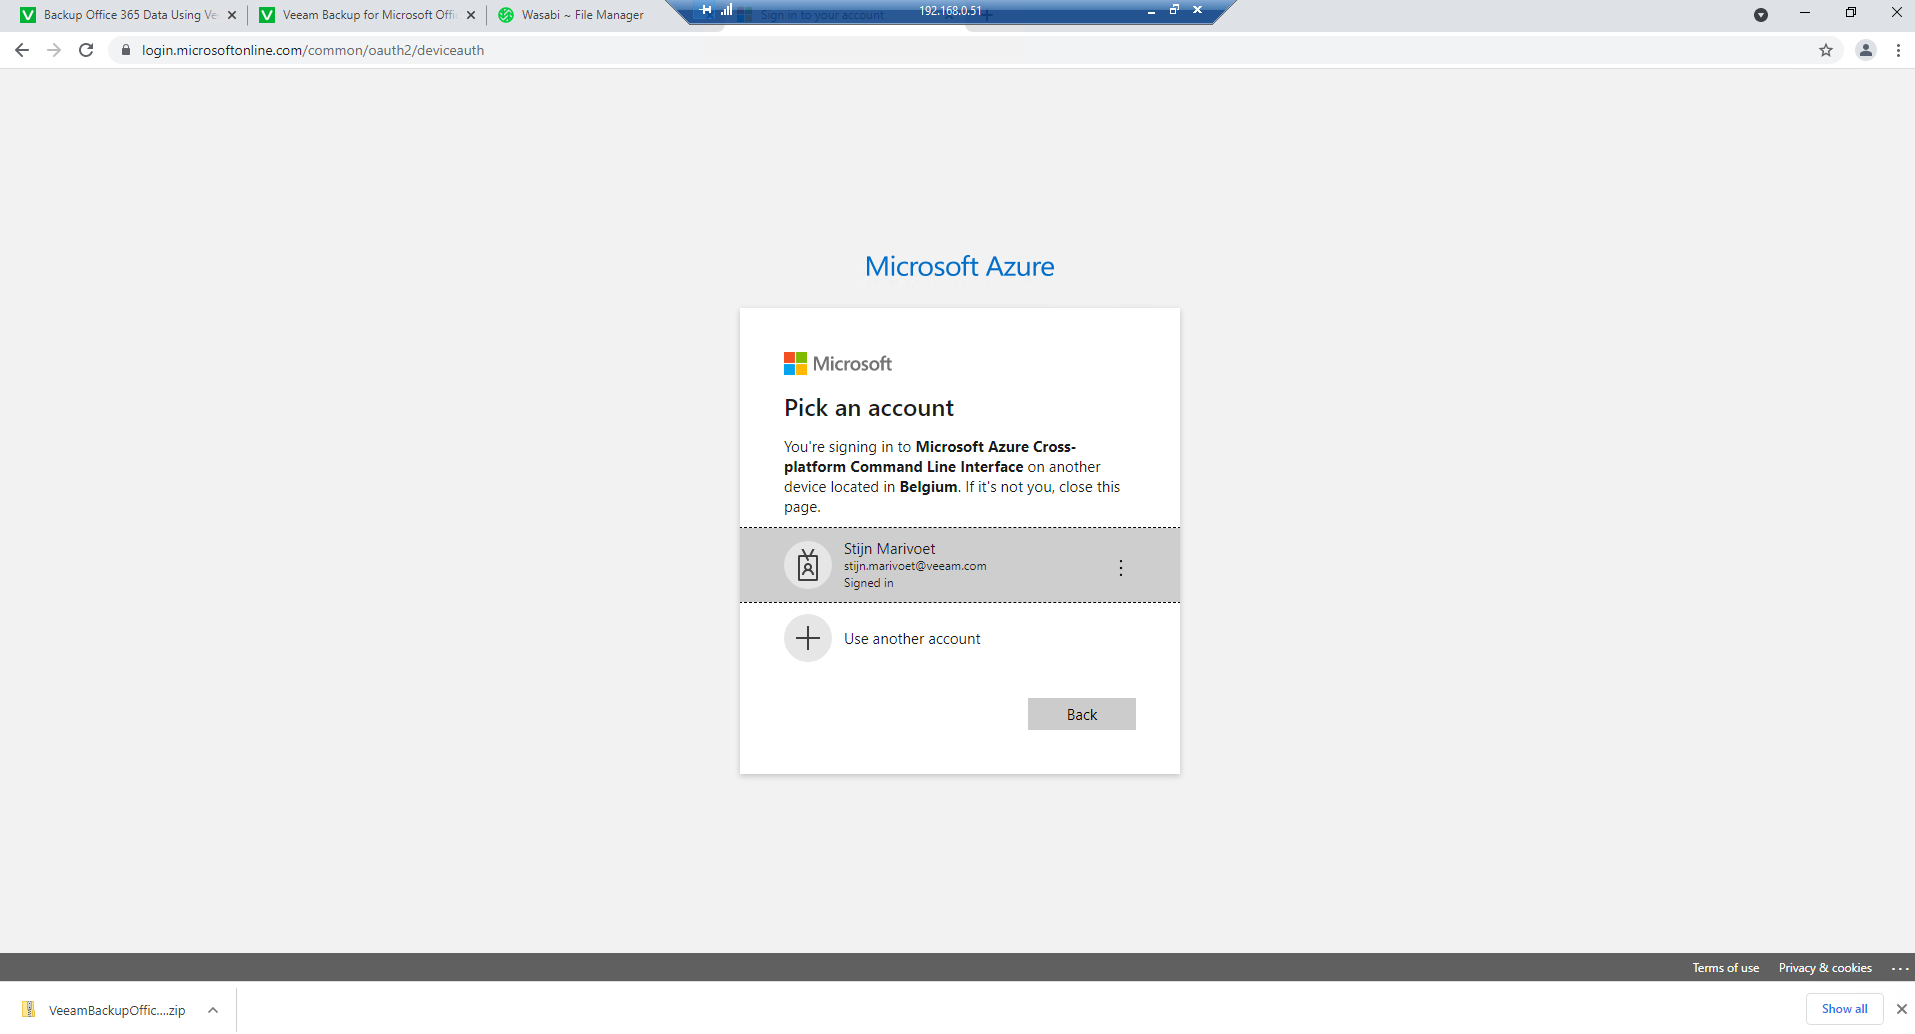 Backup Office 365 Data Using Ve
Veeam Backup for Microsoft Offi
Wasabi ~ File Manager
Sign in to your account
192.168.0.51
login.microsoftonline.com/common/oauth2/deviceauth
Microsoft Azure
Microsoft
Pick an account
You're signing in to Microsoft Azure Cross-
platform Command Line Interface on another
device located in Belgium. If it's not you, close this
page.
Stijn Marivoet
stijn.marivoet@veeam.com
Signed in
Use another account
Back
Terms of use
Privacy & cookies
VeeamBackupOffic....zip
Show all